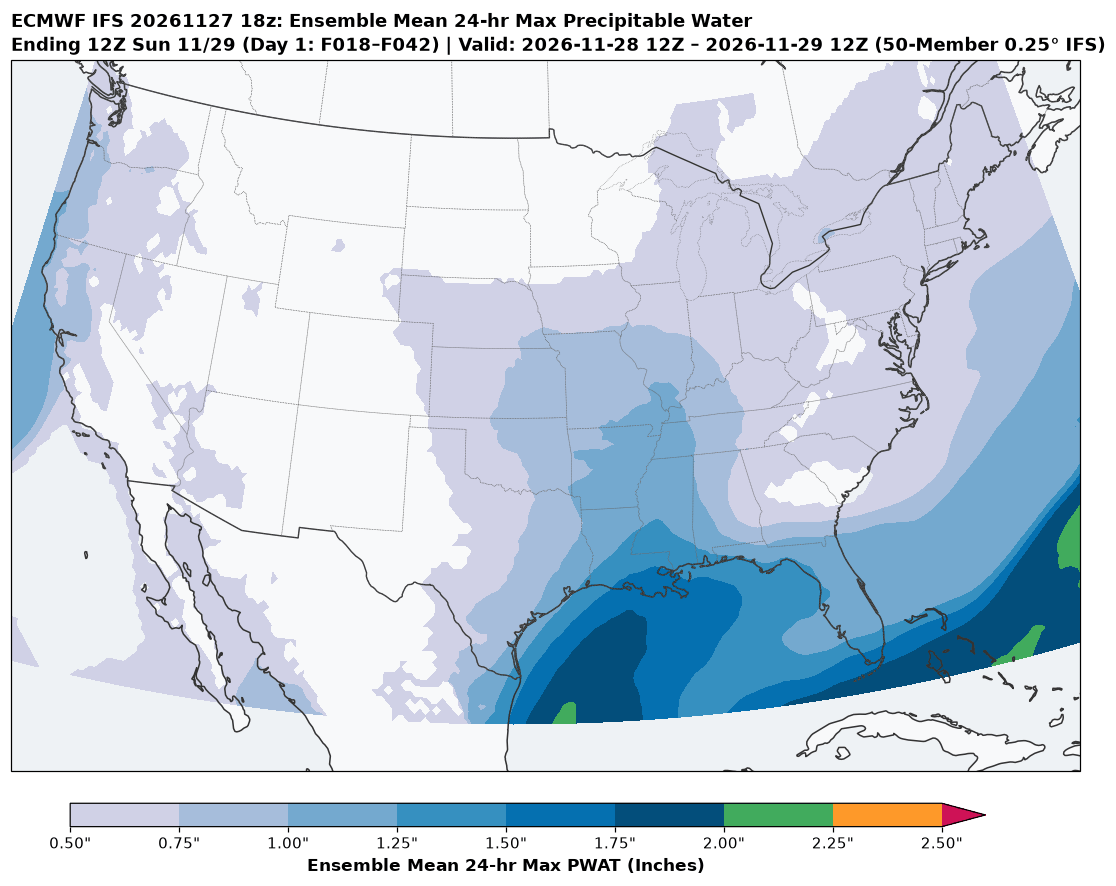 ECMWF IFS 20261127 18z: Ensemble Mean 24-hr Max Precipitable Water
Ending 12Z Sun 11/29 (Day 1: F018–F042) | Valid: 2026-11-28 12Z – 2026-11-29 12Z (50-Member 0.25° IFS)
0.50" 0.75" 1.00" 1.25" 1.50" 1.75" 2.00" 2.25" 2.50"
Ensemble Mean 24-hr Max PWAT (Inches)